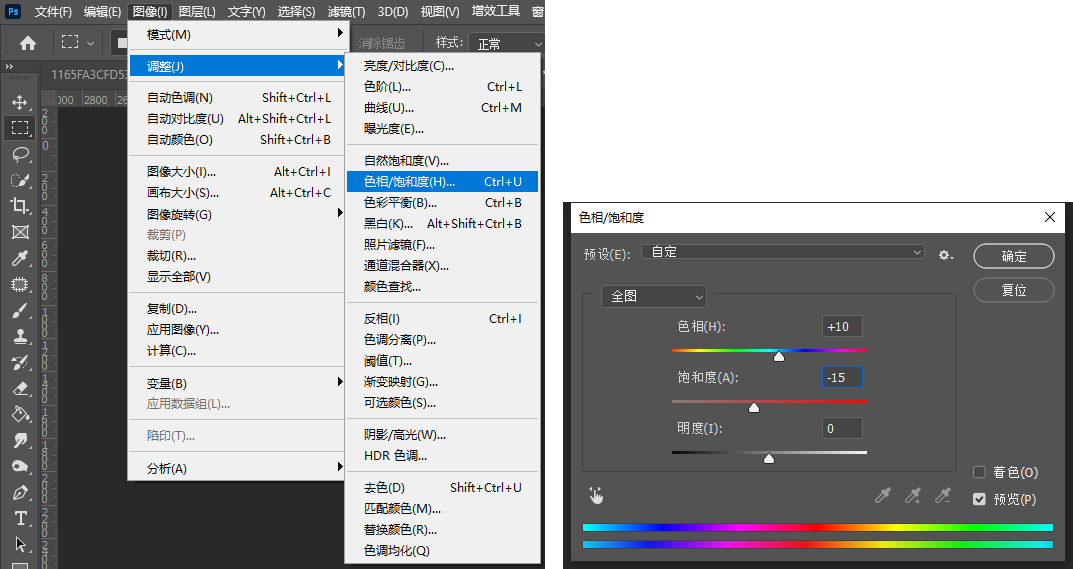 Ps 文件(F) 编辑(E) 图像(I) 图层(L) 文字(Y) 选择(S) 滤镜(T) 3D(D) 视图(V) 增效工具 窗
消除锯齿 样式: 正常
1165FA3CFD5
2800
模式(M)
调整(J)
自动色调(N) Shift+Ctrl+L
自动对比度(U) Alt+Shift+Ctrl+L
自动颜色(O) Shift+Ctrl+B
图像大小(I)... Alt+Ctrl+I
画布大小(S)... Alt+Ctrl+C
图像旋转(G)
裁剪(P)
裁切(R)...
显示全部(V)
复制(D)...
应用图像(Y)...
计算(C)...
变量(B)
应用数据组(L)...
陷印(T)...
分析(A)
亮度/对比度(C)...
色阶(L)... Ctrl+L
曲线(U)... Ctrl+M
曝光度(E)...
自然饱和度(V)...
色相/饱和度(H)... Ctrl+U
色彩平衡(B)... Ctrl+B
黑白(K)... Alt+Shift+Ctrl+B
照片滤镜(F)...
通道混合器(X)...
颜色查找...
反相(I) Ctrl+I
色调分离(P)...
阈值(T)...
渐变映射(G)...
可选颜色(S)...
阴影/高光(W)...
HDR 色调...
去色(D) Shift+Ctrl+U
匹配颜色(M)...
替换颜色(R)...
色调均化(Q)
色相/饱和度
预设(E): 自定
确定
复位
全图
色相(H): +10
饱和度(A): -15
明度(I): 0
着色(O)
预览(P)